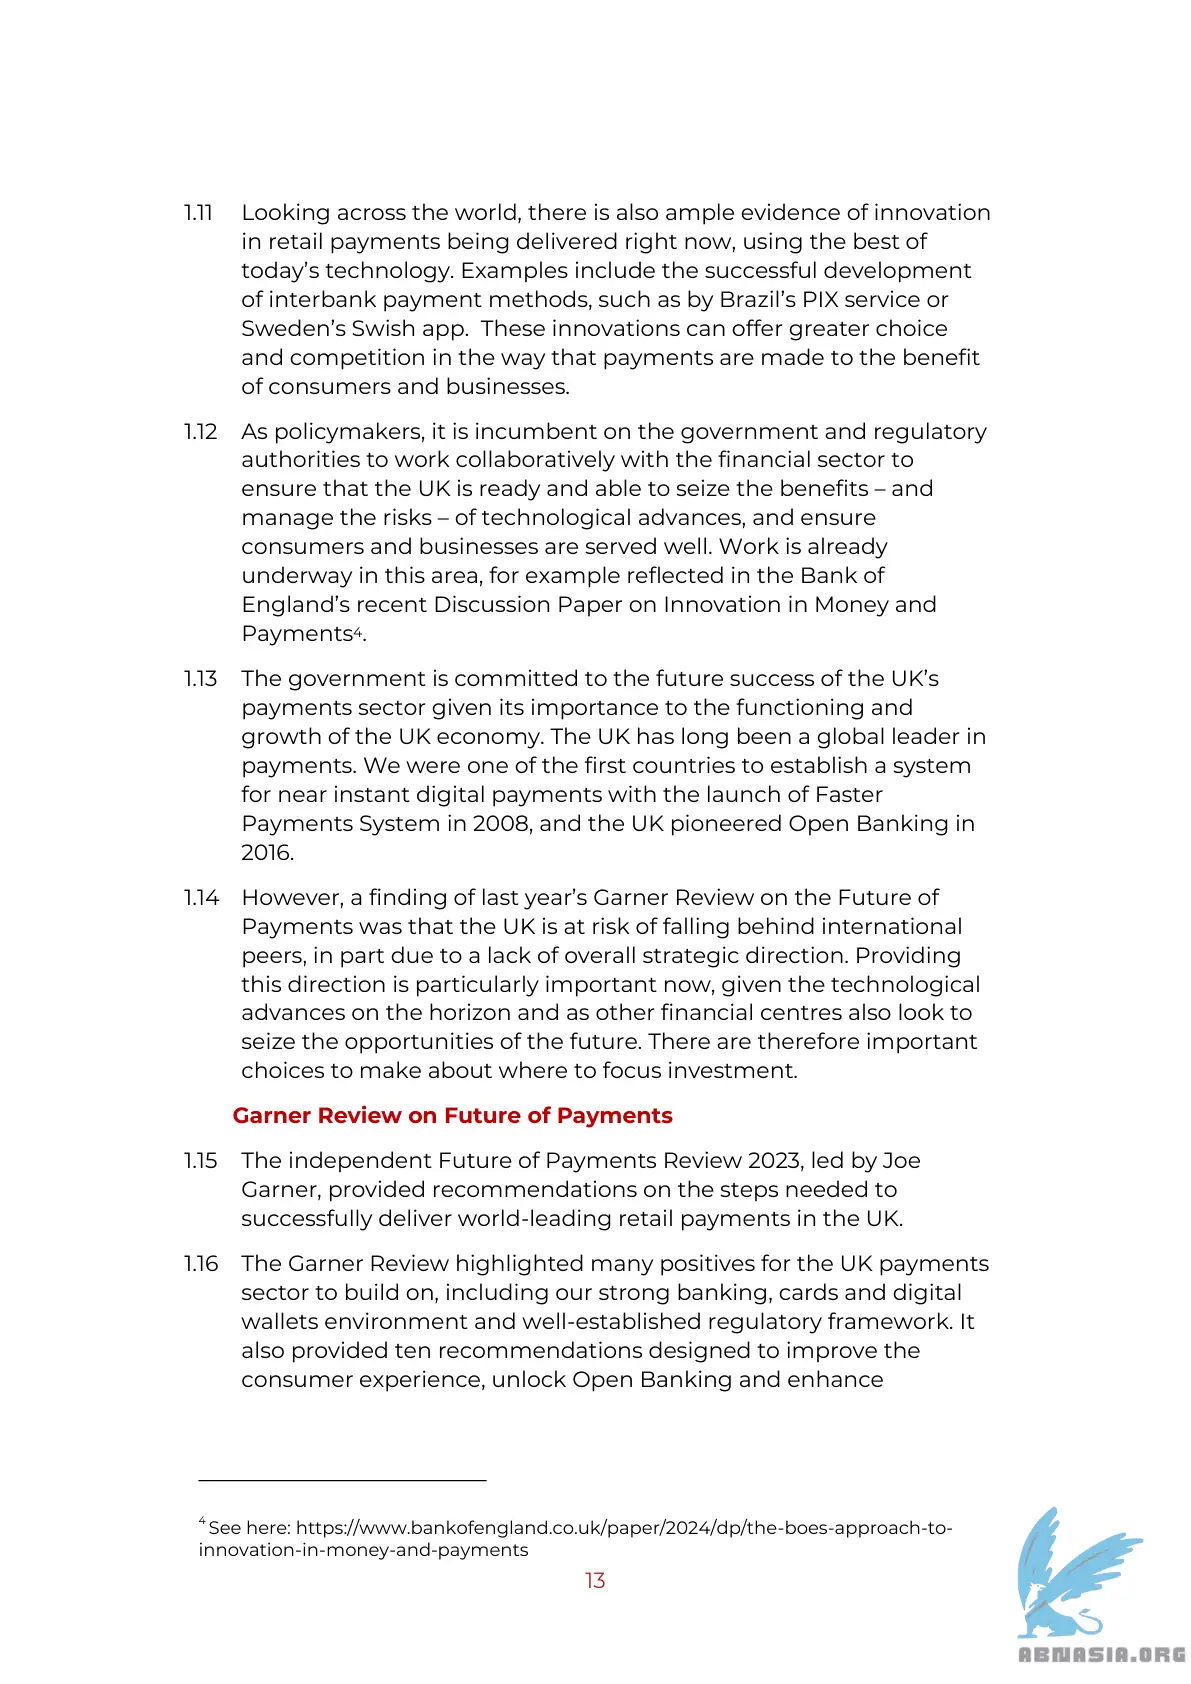 1.11 Looking across the world, there is also ample evidence of innovation
in retail payments being delivered right now, using the best of
today’s technology. Examples include the successful development
of interbank payment methods, such as by Brazil’s PIX service or
Sweden’s Swish app.  These innovations can offer greater choice
and competition in the way that payments are made to the benefit
of consumers and businesses.
1.12 As policymakers, it is incumbent on the government and regulatory
authorities to work collaboratively with the financial sector to
ensure that the UK is ready and able to seize the benefits – and
manage the risks – of technological advances, and ensure
consumers and businesses are served well. Work is already
underway in this area, for example reflected in the Bank of
England’s recent Discussion Paper on Innovation in Money and
Payments4.
1.13 The government is committed to the future success of the UK’s
payments sector given its importance to the functioning and
growth of the UK economy. The UK has long been a global leader in
payments. We were one of the first countries to establish a system
for near instant digital payments with the launch of Faster
Payments System in 2008, and the UK pioneered Open Banking in
2016.
1.14 However, a finding of last year’s Garner Review on the Future of
Payments was that the UK is at risk of falling behind international
peers, in part due to a lack of overall strategic direction. Providing
this direction is particularly important now, given the technological
advances on the horizon and as other financial centres also look to
seize the opportunities of the future. There are therefore important
choices to make about where to focus investment.
Garner Review on Future of Payments
1.15 The independent Future of Payments Review 2023, led by Joe
Garner, provided recommendations on the steps needed to
successfully deliver world-leading retail payments in the UK.
1.16 The Garner Review highlighted many positives for the UK payments
sector to build on, including our strong banking, cards and digital
wallets environment and well-established regulatory framework. It
also provided ten recommendations designed to improve the
consumer experience, unlock Open Banking and enhance
4 See here: https://www.bankofengland.co.uk/paper/2024/dp/the-boes-approach-to-
innovation-in-money-and-payments
13
ABNASIA.ORG